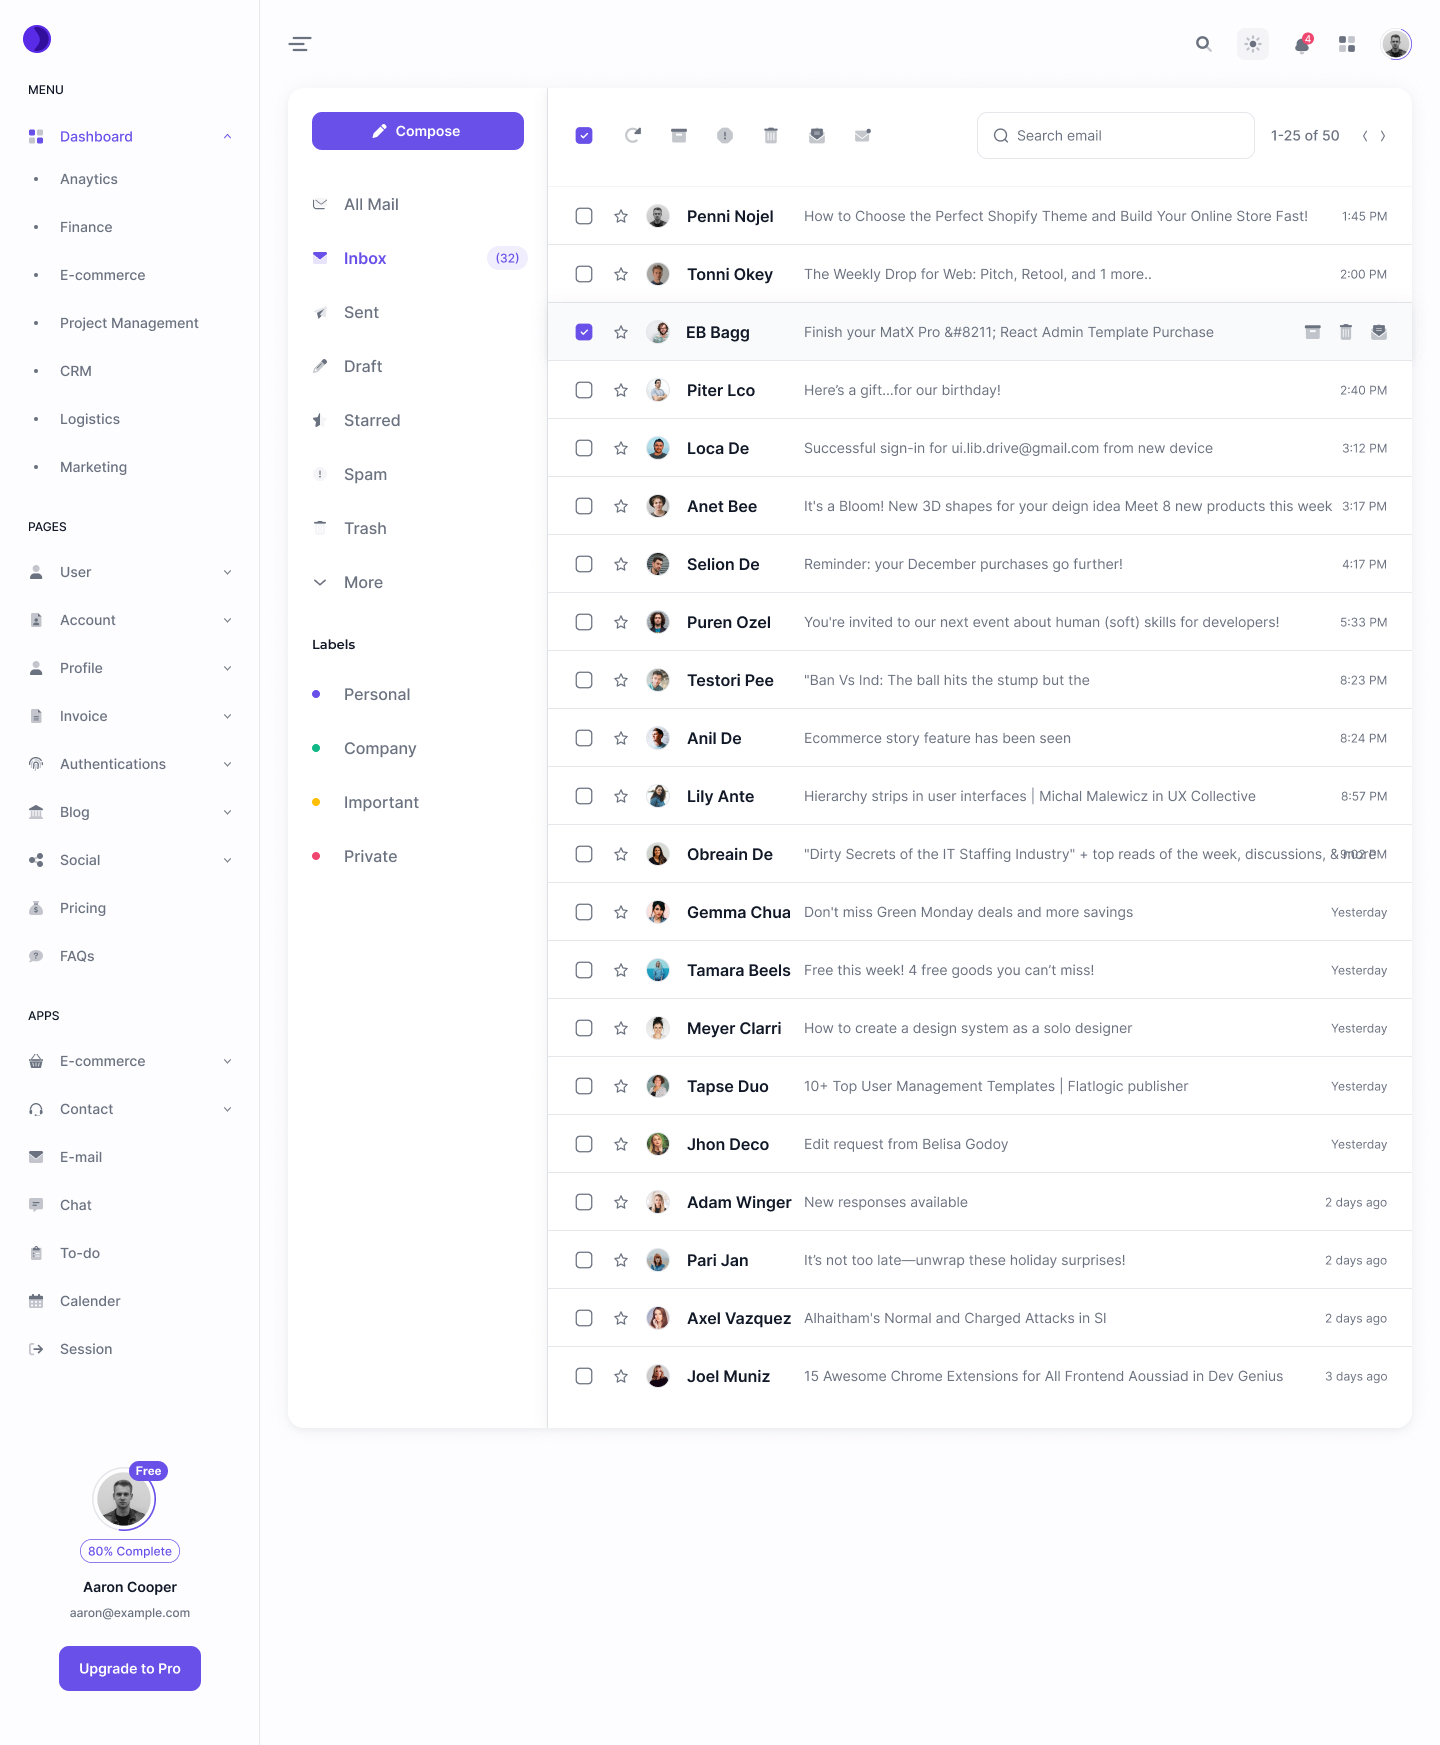 MENU
Dashboard
Anaytics
Finance
E-commerce
Project Management
CRM
Logistics
Marketing
PAGES
User
Account
Profile
Invoice
Authentications
Blog
Social
Pricing
FAQs
APPS
E-commerce
Contact
E-mail
Chat
To-do
Calender
Session
Free
80% Complete
Aaron Cooper
aaron@example.com
Upgrade to Pro
4
Compose
All Mail
Inbox (32)
Sent
Draft
Starred
Spam
Trash
More
Labels
Personal
Company
Important
Private
Search email 1-25 of 50
Penni Nojel How to Choose the Perfect Shopify Theme and Build Your Online Store Fast! 1:45 PM
Tonni Okey The Weekly Drop for Web: Pitch, Retool, and 1 more.. 2:00 PM
EB Bagg Finish your MatX Pro &#8211; React Admin Template Purchase
Piter Lco Here’s a gift...for our birthday! 2:40 PM
Loca De Successful sign-in for ui.lib.drive@gmail.com from new device 3:12 PM
Anet Bee It's a Bloom! New 3D shapes for your deign idea Meet 8 new products this week 3:17 PM
Selion De Reminder: your December purchases go further! 4:17 PM
Puren Ozel You're invited to our next event about human (soft) skills for developers! 5:33 PM
Testori Pee "Ban Vs Ind: The ball hits the stump but the 8:23 PM
Anil De Ecommerce story feature has been seen 8:24 PM
Lily Ante Hierarchy strips in user interfaces | Michal Malewicz in UX Collective 8:57 PM
Obreain De "Dirty Secrets of the IT Staffing Industry" + top reads of the week, discussions, & more 9:02 PM
Gemma Chua Don't miss Green Monday deals and more savings Yesterday
Tamara Beels Free this week! 4 free goods you can’t miss! Yesterday
Meyer Clarri How to create a design system as a solo designer Yesterday
Tapse Duo 10+ Top User Management Templates | Flatlogic publisher Yesterday
Jhon Deco Edit request from Belisa Godoy Yesterday
Adam Winger New responses available 2 days ago
Pari Jan It’s not too late—unwrap these holiday surprises! 2 days ago
Axel Vazquez Alhaitham's Normal and Charged Attacks in SI 2 days ago
Joel Muniz 15 Awesome Chrome Extensions for All Frontend Aoussiad in Dev Genius 3 days ago